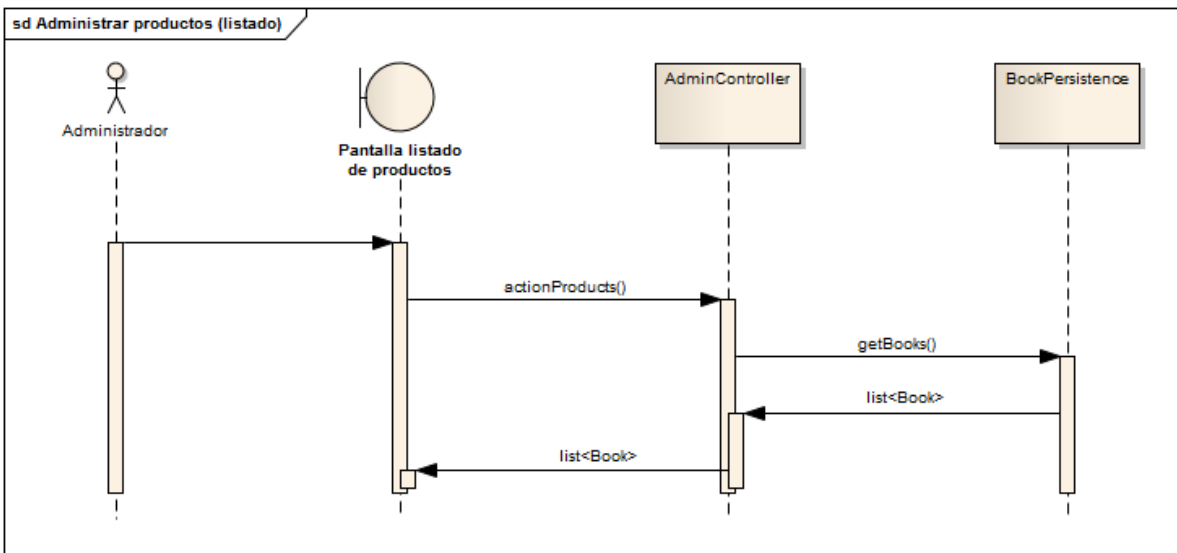 sd Administrar productos (listado)
Administrador
Pantalla listado
de productos
AdminController
BookPersistence
actionProducts()
getBooks()
list<Book>
list<Book>